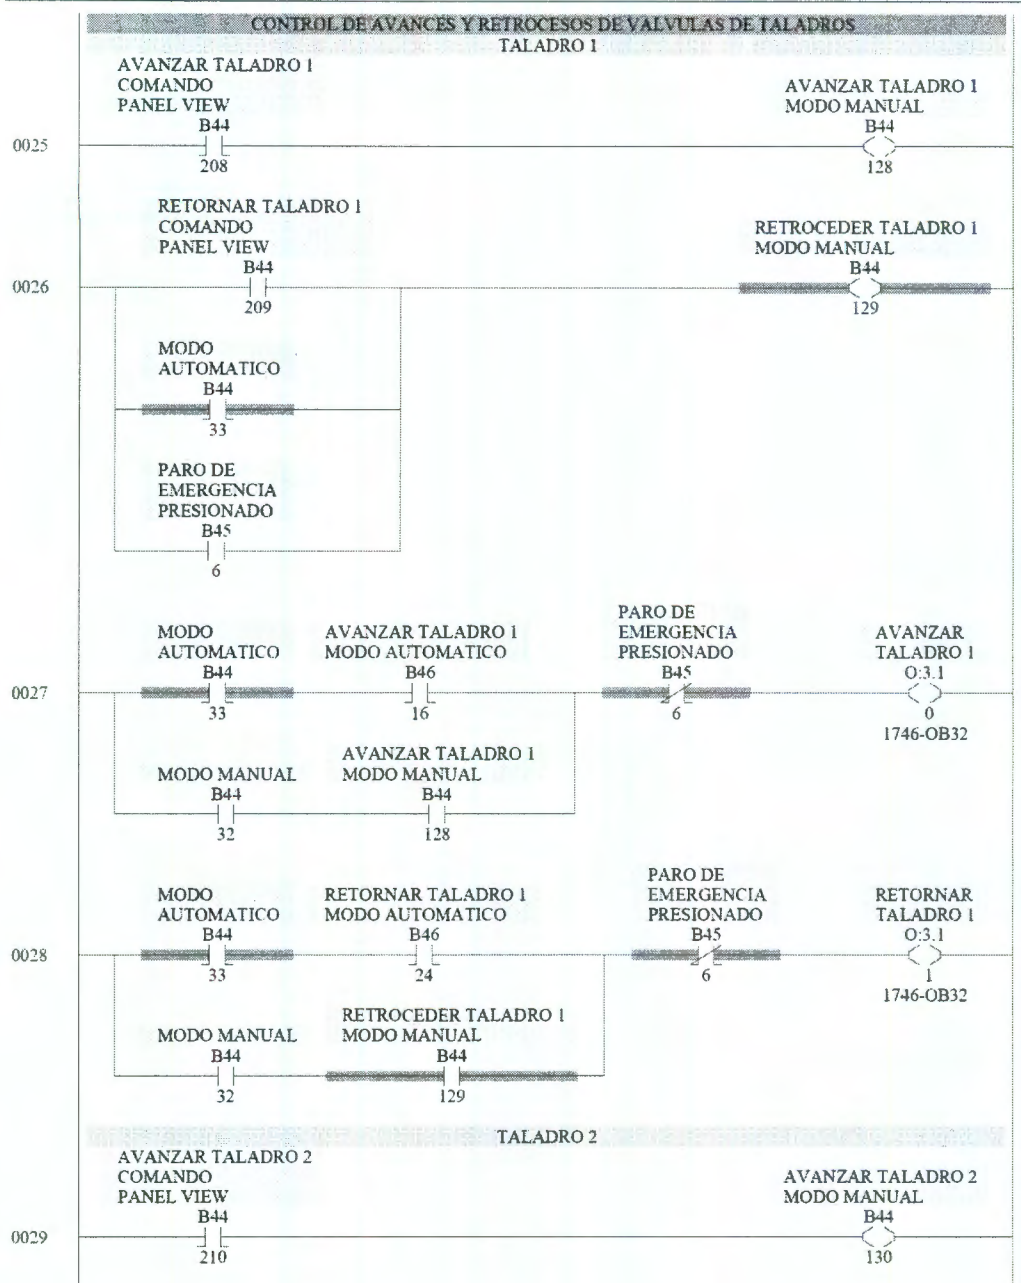 CONTROL DE AVANCES Y RETROCESOS DE VALVULAS DE TALADROS
TALADRO 1
AVANZAR TALADRO 1
COMANDO
PANEL VIEW
B44
208
AVANZAR TALADRO 1
MODO MANUAL
B44
128
0025
RETORNAR TALADRO 1
COMANDO
PANEL VIEW
B44
209
RETROCEDER TALADRO 1
MODO MANUAL
B44
129
0026
MODO
AUTOMATICO
B44
33
PARO DE
EMERGENCIA
PRESIONADO
B45
6
0027
MODO
AUTOMATICO
B44
33
AVANZAR TALADRO 1
MODO AUTOMATICO
B46
16
PARO DE
EMERGENCIA
PRESIONADO
B45
6
AVANZAR
TALADRO 1
O:3.1
0
1746-OB32
MODO MANUAL
B44
32
AVANZAR TALADRO 1
MODO MANUAL
B44
128
0028
MODO
AUTOMATICO
B44
33
RETORNAR TALADRO 1
MODO AUTOMATICO
B46
24
PARO DE
EMERGENCIA
PRESIONADO
B45
6
RETORNAR
TALADRO 1
O:3.1
1
1746-OB32
MODO MANUAL
B44
32
RETROCEDER TALADRO 1
MODO MANUAL
B44
129
TALADRO 2
AVANZAR TALADRO 2
COMANDO
PANEL VIEW
B44
210
AVANZAR TALADRO 2
MODO MANUAL
B44
130
0029